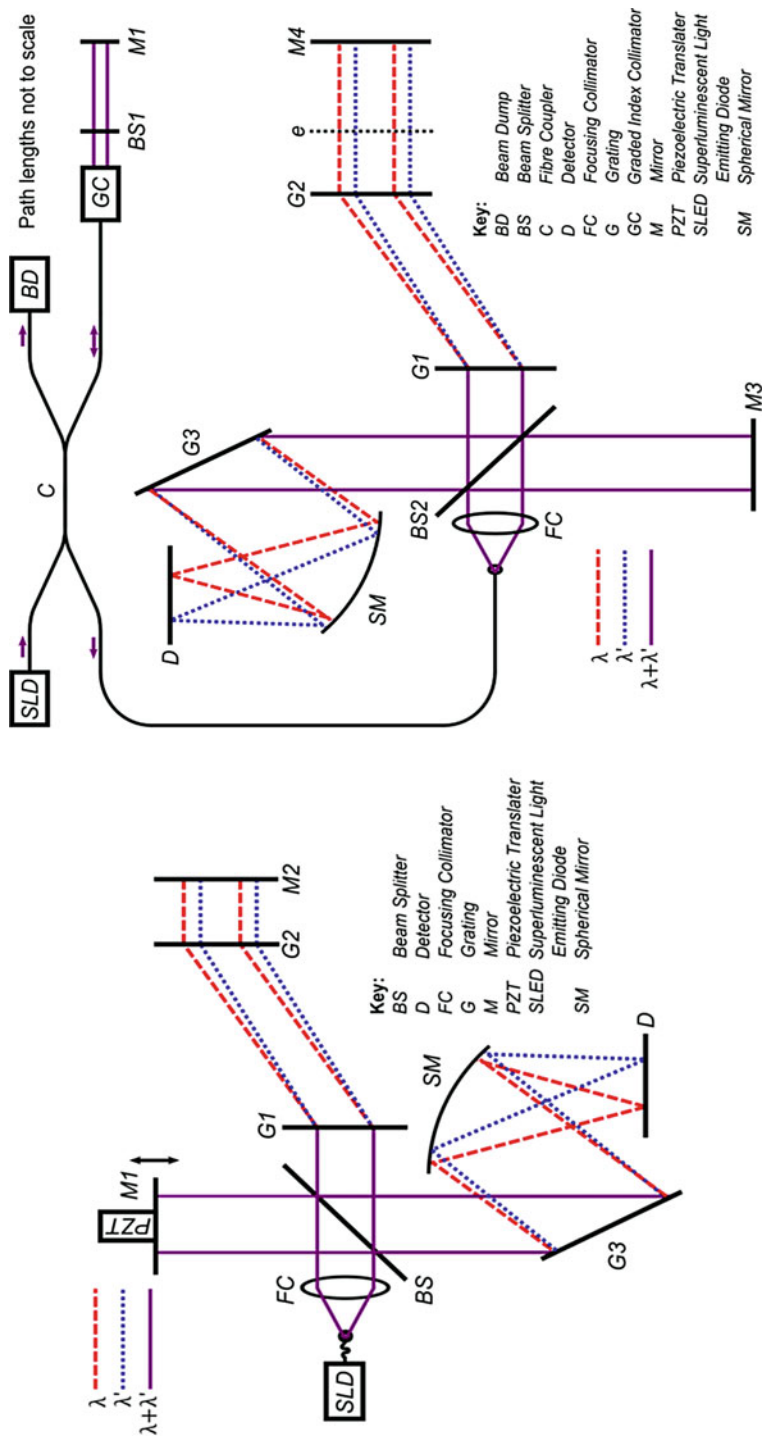 λ
λ'
λ+λ'
PZT
M1
SLD
FC
BS
G1
G2
M2
G3
SM
D
Key:
BS Beam Splitter
D Detector
FC Focusing Collimator
G Grating
M Mirror
PZT Piezoelectric Translater
SLED Superluminescent Light
Emitting Diode
SM Spherical Mirror
Path lengths not to scale
SLD
C
BD
GC
BS1
M1
G3
D
SM
BS2
FC
G1
G2
e
M4
M3
λ
λ'
λ+λ'
Key:
BD Beam Dump
BS Beam Splitter
C Fibre Coupler
D Detector
FC Focusing Collimator
G Grating
GC Graded Index Collimator
M Mirror
PZT Piezoelectric Translater
SLED Superluminescent Light
Emitting Diode
SM Spherical Mirror